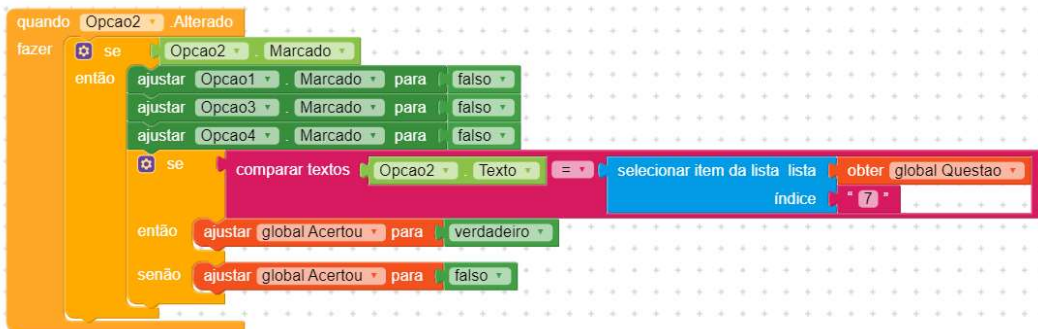 quando Opcao2 .Alterado
fazer se Opcao2 . Marcado
então ajustar Opcao1 . Marcado para falso
ajustar Opcao3 . Marcado para falso
ajustar Opcao4 . Marcado para falso
se comparar textos Opcao2 . Texto = selecionar item da lista lista obter global Questao
índice " 7 "
então ajustar global Acertou para verdadeiro
senão ajustar global Acertou para falso